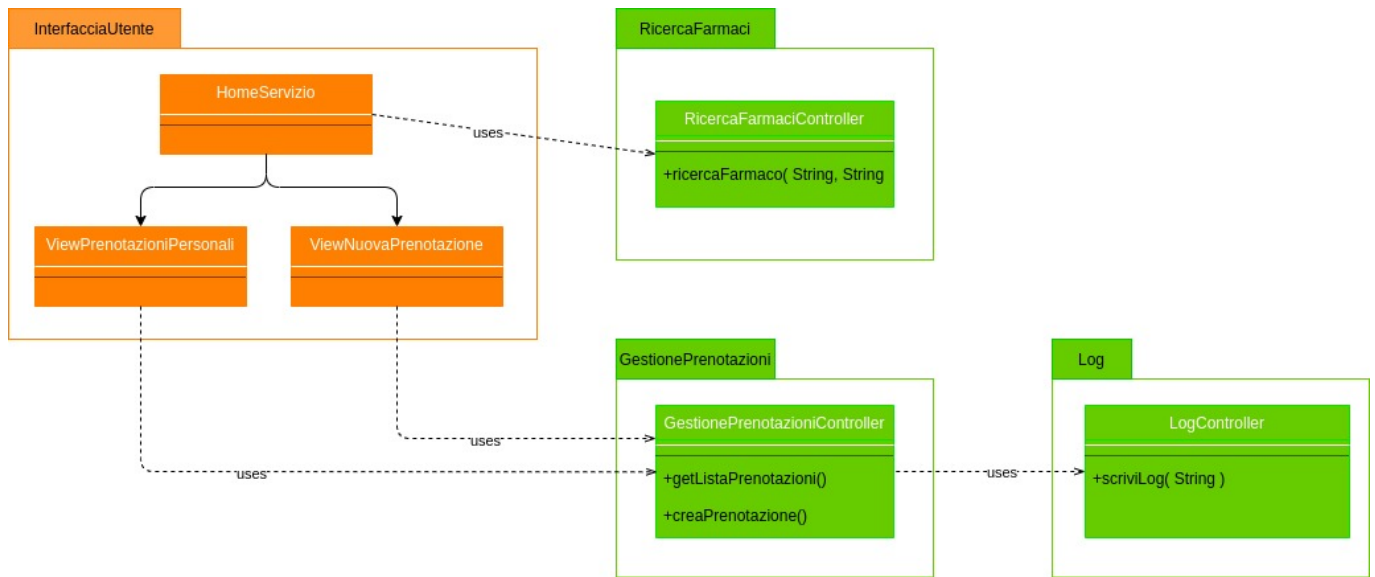 InterfacciaUtente
HomeServizio
ViewPrenotazioniPersonali
ViewNuovaPrenotazione
uses
RicercaFarmaci
RicercaFarmaciController
+ricercaFarmaco( String, String
GestionePrenotazioni
GestionePrenotazioniController
+getListaPrenotazioni()
+creaPrenotazione()
uses
uses
uses
Log
LogController
+scriviLog( String )